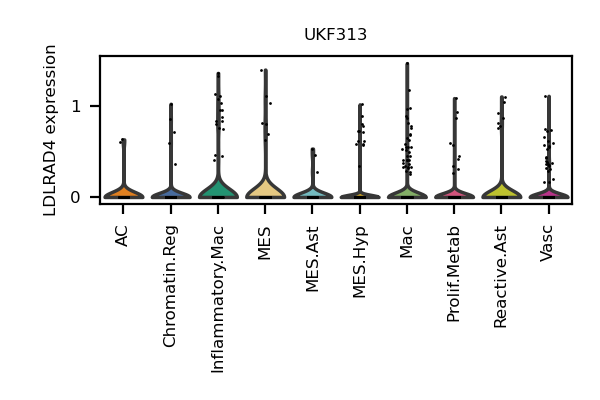 UKF313
LDLRAD4 expression
1
0
AC
Chromatin.Reg
Inflammatory.Mac
MES
MES.Ast
MES.Hyp
Mac
Prolif.Metab
Reactive.Ast
Vasc